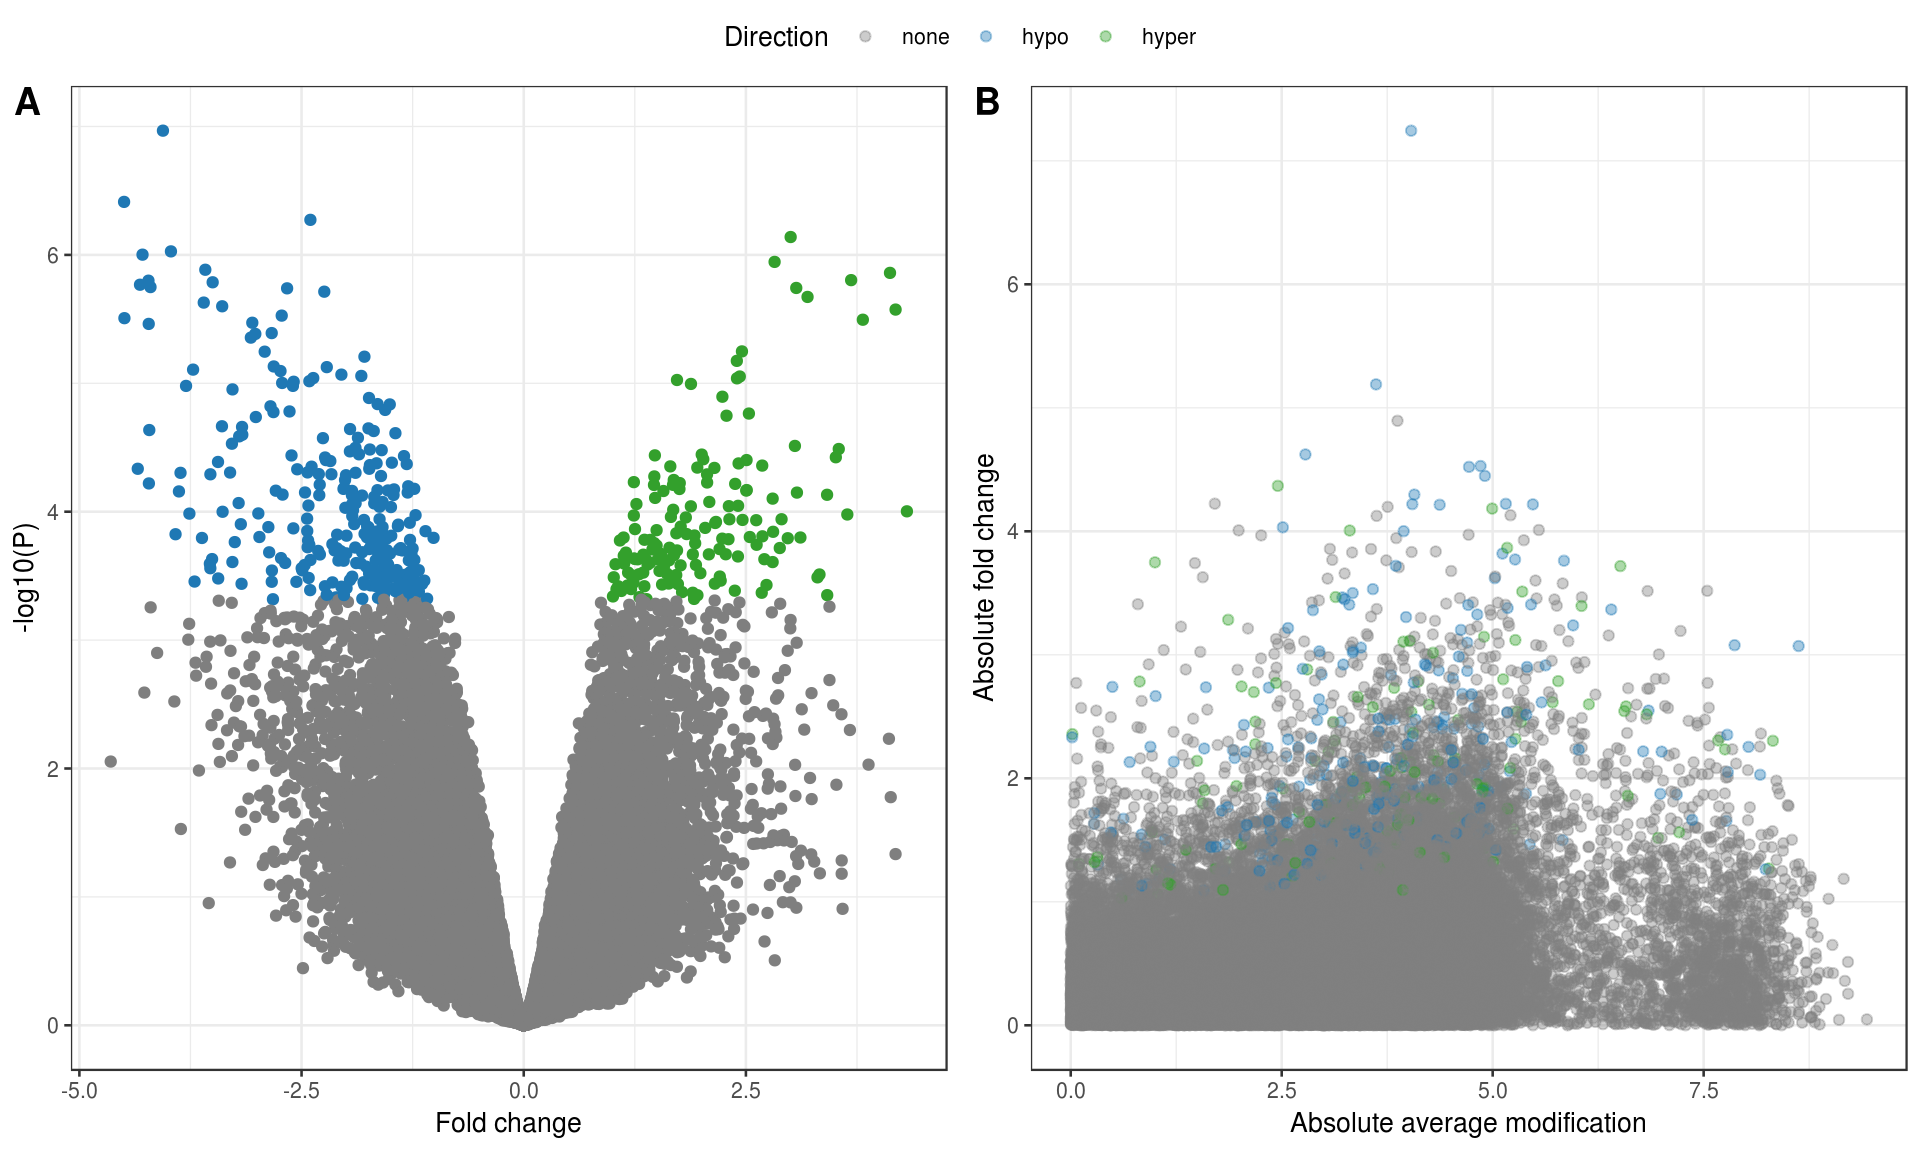 Direction none hypo hyper
A
6
4
2
0
-5.0 -2.5 0.0 2.5
Fold change
-log10(P)
B
6
4
2
0
0.0 2.5 5.0 7.5
Absolute average modification
Absolute fold change